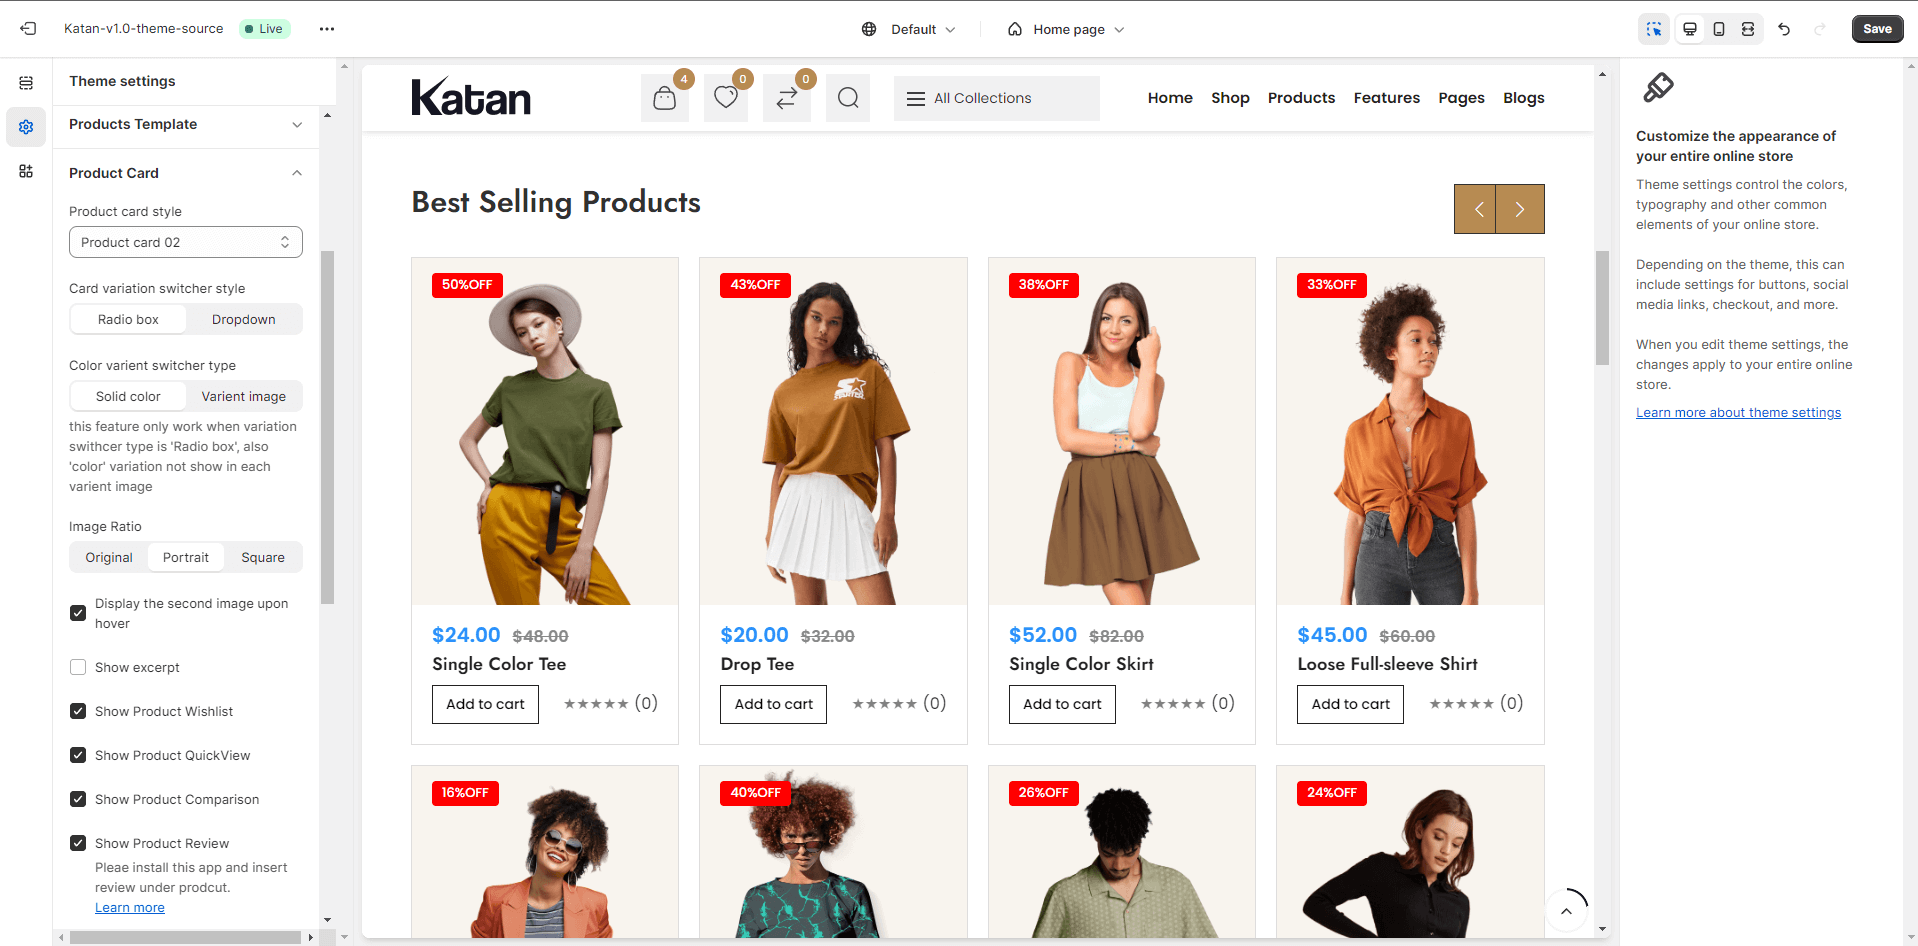 Katan-v1.0-theme-source
Live
Default
Home page
Save
Theme settings
Products Template
Product Card
Product card style
Product card 02
Card variation switcher style
Radio box
Dropdown
Color varient switcher type
Solid color
Varient image
this feature only work when variation
swithcer type is 'Radio box', also
'color' variation not show in each
varient image
Image Ratio
Original
Portrait
Square
Display the second image upon
hover
Show excerpt
Show Product Wishlist
Show Product QuickView
Show Product Comparison
Show Product Review
Pleae install this app and insert
review under prodcut.
Learn more
Katan
4
0
0
All Collections
Home
Shop
Products
Features
Pages
Blogs
Best Selling Products
50%OFF
$24.00 $48.00
Single Color Tee
Add to cart
(0)
43%OFF
STARTER
$20.00 $32.00
Drop Tee
Add to cart
(0)
38%OFF
$52.00 $82.00
Single Color Skirt
Add to cart
(0)
33%OFF
$45.00 $60.00
Loose Full-sleeve Shirt
Add to cart
(0)
16%OFF
40%OFF
26%OFF
24%OFF
Customize the appearance of
your entire online store
Theme settings control the colors,
typography and other common
elements of your online store.
Depending on the theme, this can
include settings for buttons, social
media links, checkout, and more.
When you edit theme settings, the
changes apply to your entire online
store.
Learn more about theme settings